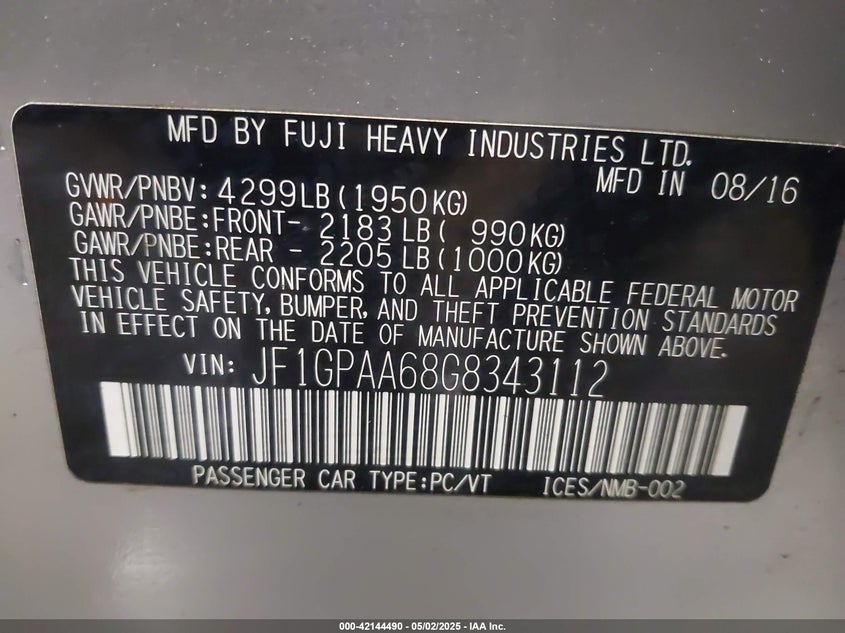 MFD BY FUJI HEAVY INDUSTRIES LTD.
MFD IN 08/16
GVWR/PNBV: 4299LB (1950KG)
GAWR/PNBE:FRONT- 2183 LB ( 990KG)
GAWR/PNBE:REAR - 2205 LB (1000KG)
THIS VEHICLE CONFORMS TO ALL APPLICABLE FEDERAL MOTOR
VEHICLE SAFETY, BUMPER, AND THEFT PREVENTION STANDARDS
IN EFFECT ON THE DATE OF MANUFACTURE SHOWN ABOVE.
VIN: JF1GPAA68G8343112
PASSENGER CAR TYPE:PC/VT ICES/NMB-002
000-42144490 - 05/02/2025 - IAA Inc.